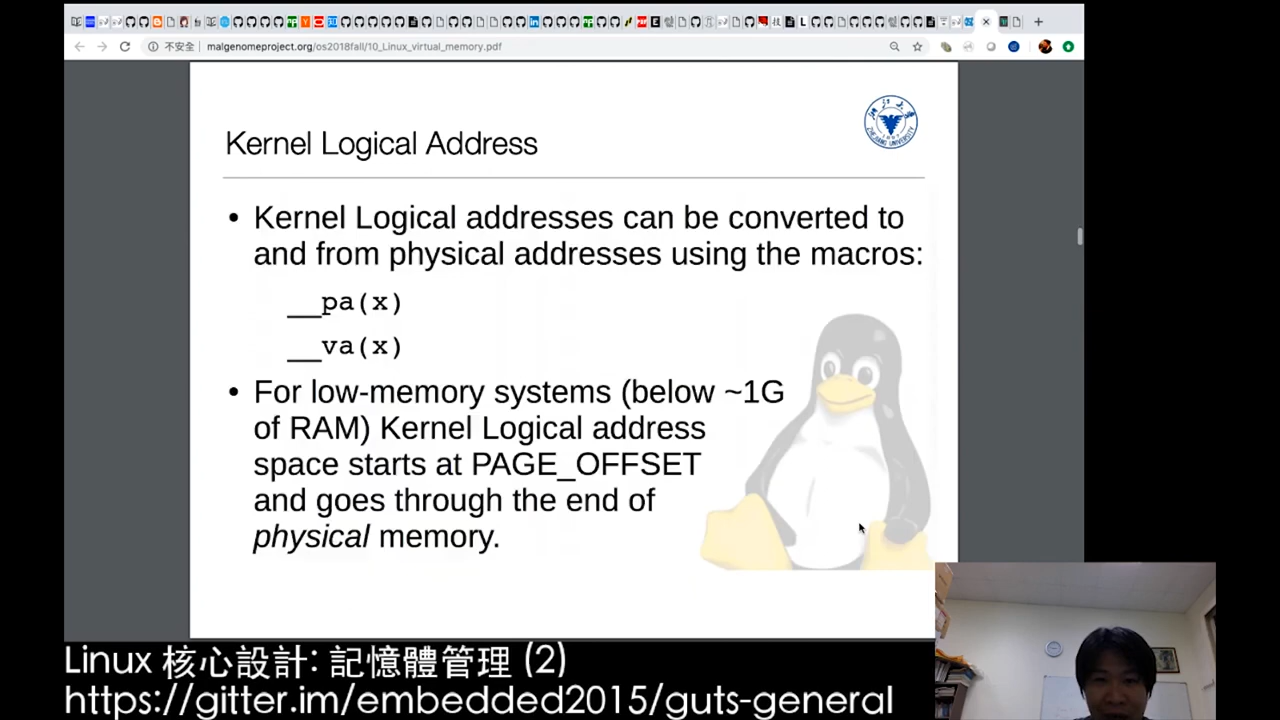 不安全
malgenomeproject.org/os2018fall/10_Linux_virtual_memory.pdf
Kernel Logical Address
• Kernel Logical addresses can be converted to
and from physical addresses using the macros:
__pa(x)
__va(x)
• For low-memory systems (below ~1G
of RAM) Kernel Logical address
space starts at PAGE_OFFSET
and goes through the end of
physical memory.
Linux 核心設計: 記憶體管理 (2)
https://gitter.im/embedded2015/guts-general